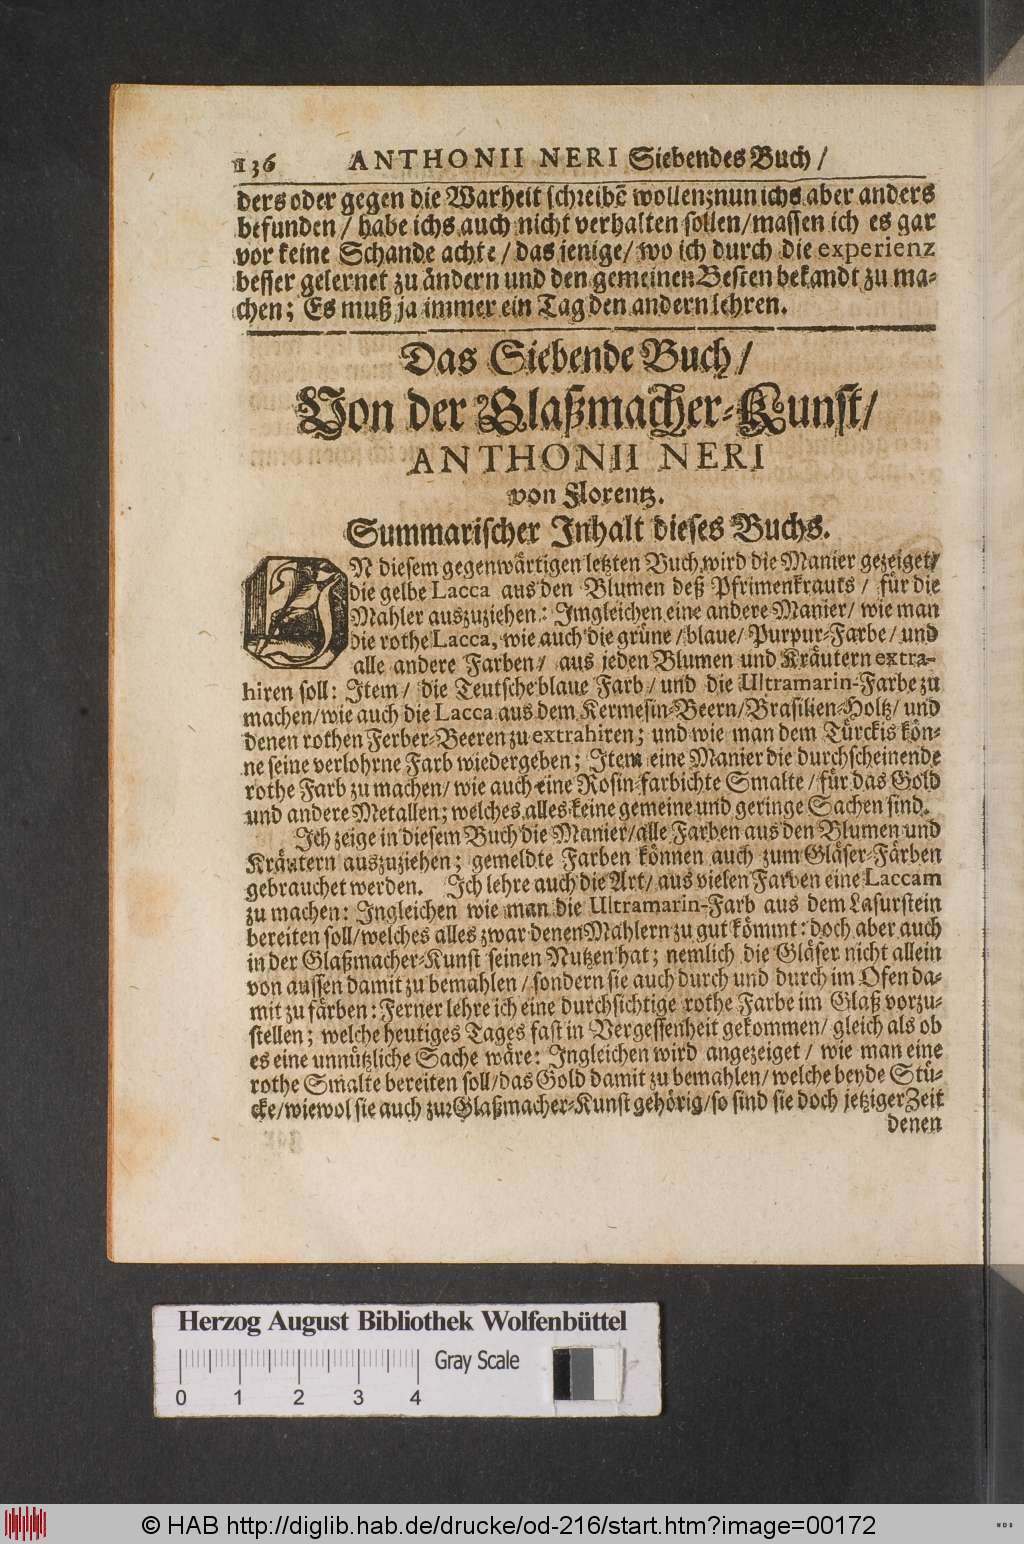 136 ANTHONII NERI Siebendes Buch /
ders oder gegen die Warheit schreibẽ wollen; nun ichs aber anders
befunden / habe ichs auch nicht verhalten sollen / massen ich es gar
vor keine Schande achte / das jenige / wo ich durch die experienz
besser gelernet zu ändern und den gemeinen Besten bekandt zu ma-
chen; Es muß ja immer ein Tag den andern lehren.
Das Siebende Buch /
Von der Glaßmacher-Kunst /
ANTHONII NERI
von Florentz.
Summarischer Inhalt dieses Buchs.
IN diesem gegenwärtigen letzten Buch wird die Manier gezeiget /
die gelbe Lacca aus den Blumen deß Pfrimenkrauts / für die
Mahler auszuziehen: Imgleichen eine andere Manier / wie man
die rothe Lacca, wie auch die grüne / blaue / Purpur-Farbe / und
alle andere Farben / aus jeden Blumen und Kräutern extra-
hiren soll: Item / die Teutsche blaue Farb / und die Ultramarin-Farbe zu
machen / wie auch die Lacca aus dem Kermesin-Beern / Brasilien-Holtz / und
denen rothen Ferber-Beeren zu extrahiren; und wie man dem Türckis kön-
ne seine verlohrne Farb wiedergeben; Item eine Manier die durchscheinende
rothe Farb zu machen / wie auch eine Rosin-farbichte Smalte / für das Gold
und andere Metallen; welches alles keine gemeine und geringe Sachen sind.
Ich zeige in diesem Buch die Manier / alle Farben aus den Blumen und
Kräutern auszuziehen; gemeldte Farben können auch zum Gläser-Färben
gebrauchet werden. Ich lehre auch die Art / aus vielen Farben eine Laccam
zu machen: Ingleichen wie man die Ultramarin-Farb aus dem Lasurstein
bereiten soll / welches alles zwar denen Mahlern zu gut kömmt: doch aber auch
in der Glaßmacher-Kunst seinen Nutzen hat; nemlich die Gläser nicht allein
von aussen damit zu bemahlen / sondern sie auch durch und durch im Ofen da-
mit zu färben: Ferner lehre ich eine durchsichtige rothe Farbe im Glaß vorzu-
stellen; welche heutiges Tages fast in Vergessenheit gekommen / gleich als ob
es eine unnützliche Sache wäre: Ingleichen wird angezeiget / wie man eine
rothe Smalte bereiten soll / das Gold damit zu bemahlen / welche beyde Stü-
cke / wiewol sie auch zur Glaßmacher-Kunst gehörig / so sind sie doch jetziger Zeit
denen
Herzog August Bibliothek Wolfenbüttel
Gray Scale
0 1 2 3 4
© HAB http://diglib.hab.de/drucke/od-216/start.htm?image=00172